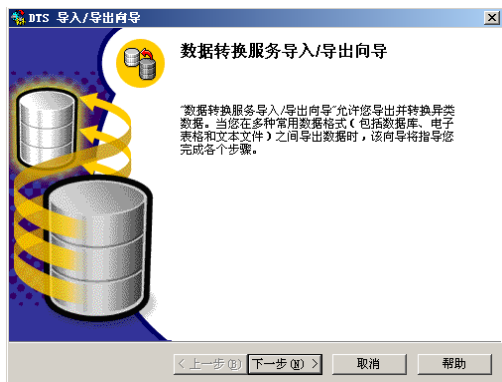 DTS 导入/导出向导
数据转换服务导入/导出向导
“数据转换服务导入/导出向导”允许您导出并转换异类
数据。当您在多种常用数据格式（包括数据库、电子
表格和文本文件）之间导出数据时，该向导将指导您
完成各个步骤。
< 上一步(B) 下一步(N) > 取消 帮助